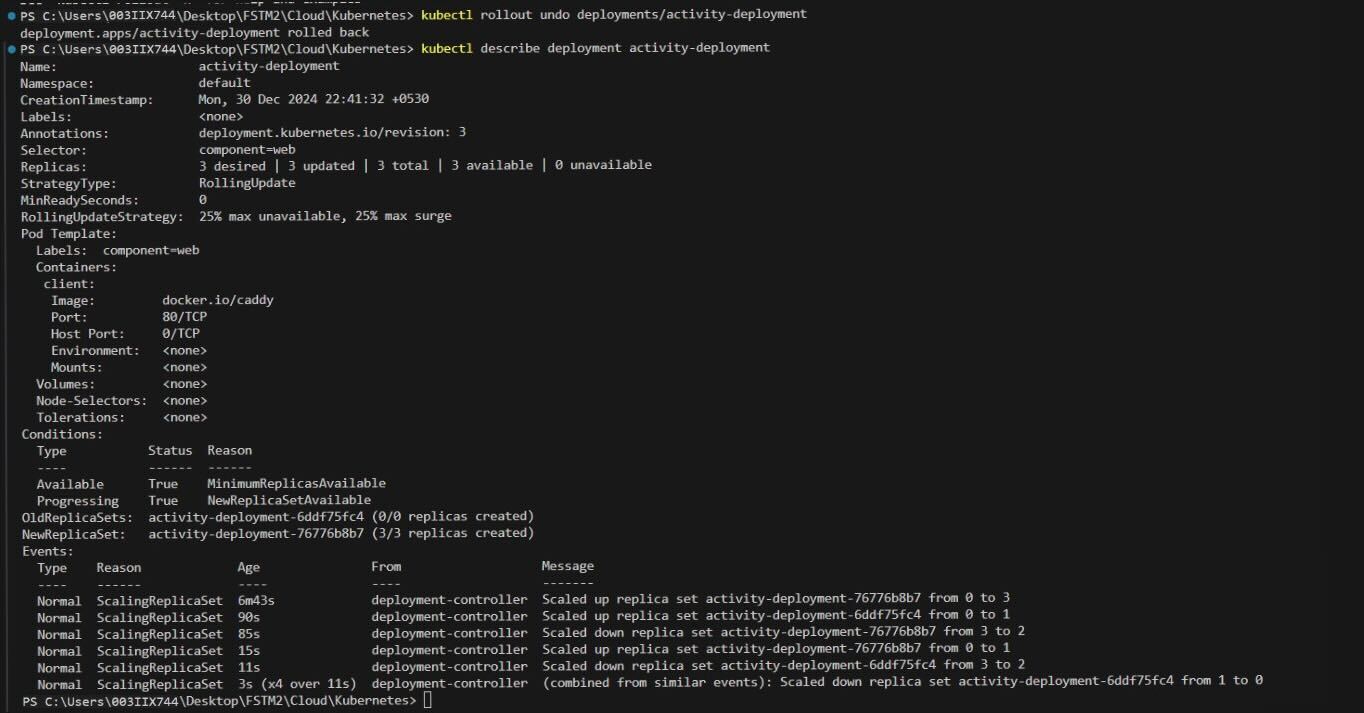 PS C:\Users\003IIX744\Desktop\FSTM2\Cloud\Kubernetes> kubectl rollout undo deployments/activity-deployment
deployment.apps/activity-deployment rolled back
PS C:\Users\003IIX744\Desktop\FSTM2\Cloud\Kubernetes> kubectl describe deployment activity-deployment
Name:                   activity-deployment
Namespace:              default
CreationTimestamp:      Mon, 30 Dec 2024 22:41:32 +0530
Labels:                 <none>
Annotations:            deployment.kubernetes.io/revision: 3
Selector:               component=web
Replicas:               3 desired | 3 updated | 3 total | 3 available | 0 unavailable
StrategyType:           RollingUpdate
MinReadySeconds:        0
RollingUpdateStrategy:  25% max unavailable, 25% max surge
Pod Template:
  Labels:  component=web
  Containers:
   client:
    Image:         docker.io/caddy
    Port:          80/TCP
    Host Port:     0/TCP
    Environment:   <none>
    Mounts:        <none>
  Volumes:         <none>
  Node-Selectors:  <none>
  Tolerations:     <none>
Conditions:
  Type           Status  Reason
  ----           ------  ------
  Available      True    MinimumReplicasAvailable
  Progressing    True    NewReplicaSetAvailable
OldReplicaSets:  activity-deployment-6ddf75fc4 (0/0 replicas created)
NewReplicaSet:   activity-deployment-76776b8b7 (3/3 replicas created)
Events:
  Type    Reason             Age                From                   Message
  ----    ------             ----               ----                   -------
  Normal  ScalingReplicaSet  6m43s              deployment-controller  Scaled up replica set activity-deployment-76776b8b7 from 0 to 3
  Normal  ScalingReplicaSet  90s                deployment-controller  Scaled up replica set activity-deployment-6ddf75fc4 from 0 to 1
  Normal  ScalingReplicaSet  85s                deployment-controller  Scaled down replica set activity-deployment-76776b8b7 from 3 to 2
  Normal  ScalingReplicaSet  15s                deployment-controller  Scaled up replica set activity-deployment-76776b8b7 from 0 to 1
  Normal  ScalingReplicaSet  11s                deployment-controller  Scaled down replica set activity-deployment-6ddf75fc4 from 3 to 2
  Normal  ScalingReplicaSet  3s (x4 over 11s)   deployment-controller  (combined from similar events): Scaled down replica set activity-deployment-6ddf75fc4 from 1 to 0
PS C:\Users\003IIX744\Desktop\FSTM2\Cloud\Kubernetes>